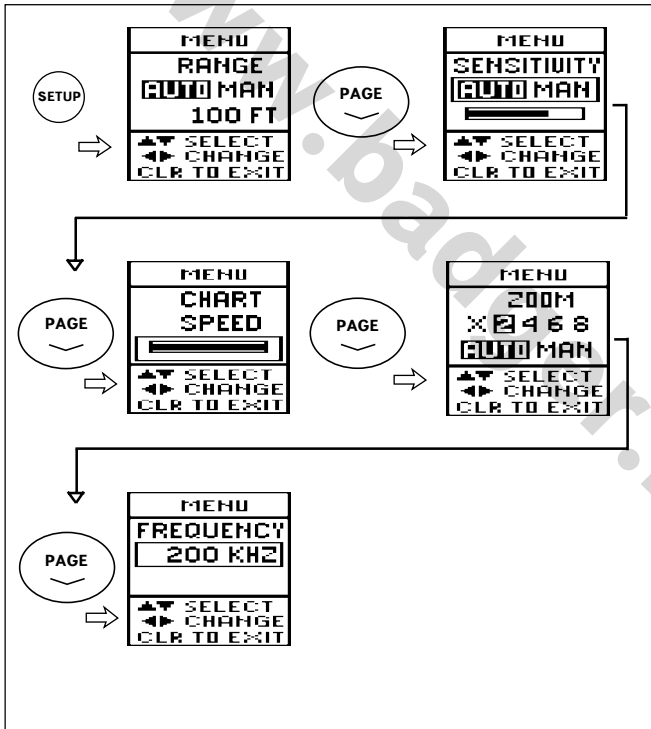 SETUP
MENU
RANGE
AUTO MAN
100 FT
▲▼ SELECT
◀▶ CHANGE
CLR TO EXIT
PAGE
MENU
SENSITIVITY
AUTO MAN
▲▼ SELECT
◀▶ CHANGE
CLR TO EXIT
PAGE
MENU
CHART
SPEED
▲▼ SELECT
◀▶ CHANGE
CLR TO EXIT
PAGE
MENU
ZOOM
X 2 4 6 8
AUTO MAN
▲▼ SELECT
◀▶ CHANGE
CLR TO EXIT
PAGE
MENU
FREQUENCY
200 KHZ
▲▼ SELECT
◀▶ CHANGE
CLR TO EXIT